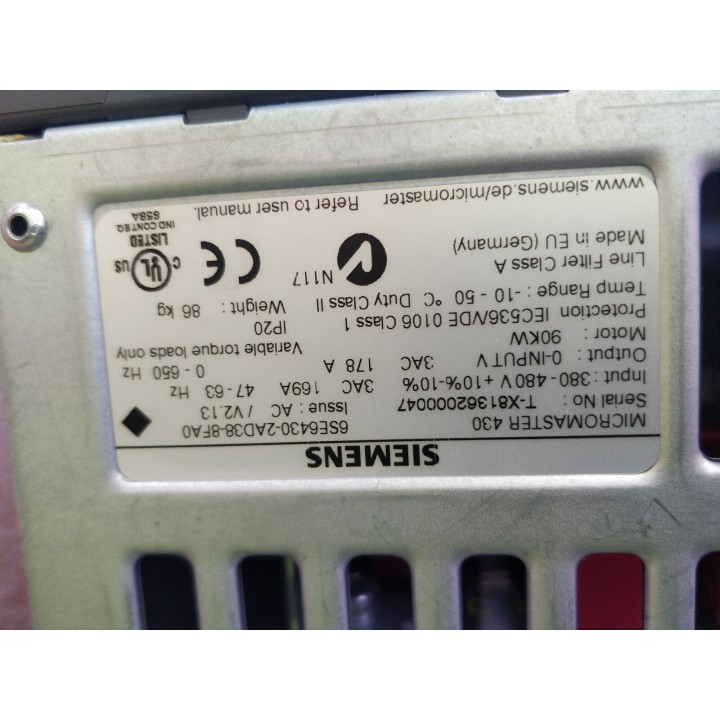 SIEMENS
MICROMASTER 430 6SE6430-2AD38-8FA0
Serial No : T-X81362000047 Issue : AC / V2.13
Input : 380-480V +10%-10% 3AC 169A 47-63 Hz
Output : 0-INPUT V 3AC 178 A 0 - 650 Hz
Motor : 90KW Variable torque loads only
Protection IEC536/VDE 0106 Class 1 IP20
Temp Range : -10 - 50 °C Duty Class II Weight : 86 kg
Line Filter Class A N117
Made in EU (Germany)
CE
C UL US
LISTED
IND CONT EQ.
65BA
www.siemens.de/micromaster Refer to user manual.